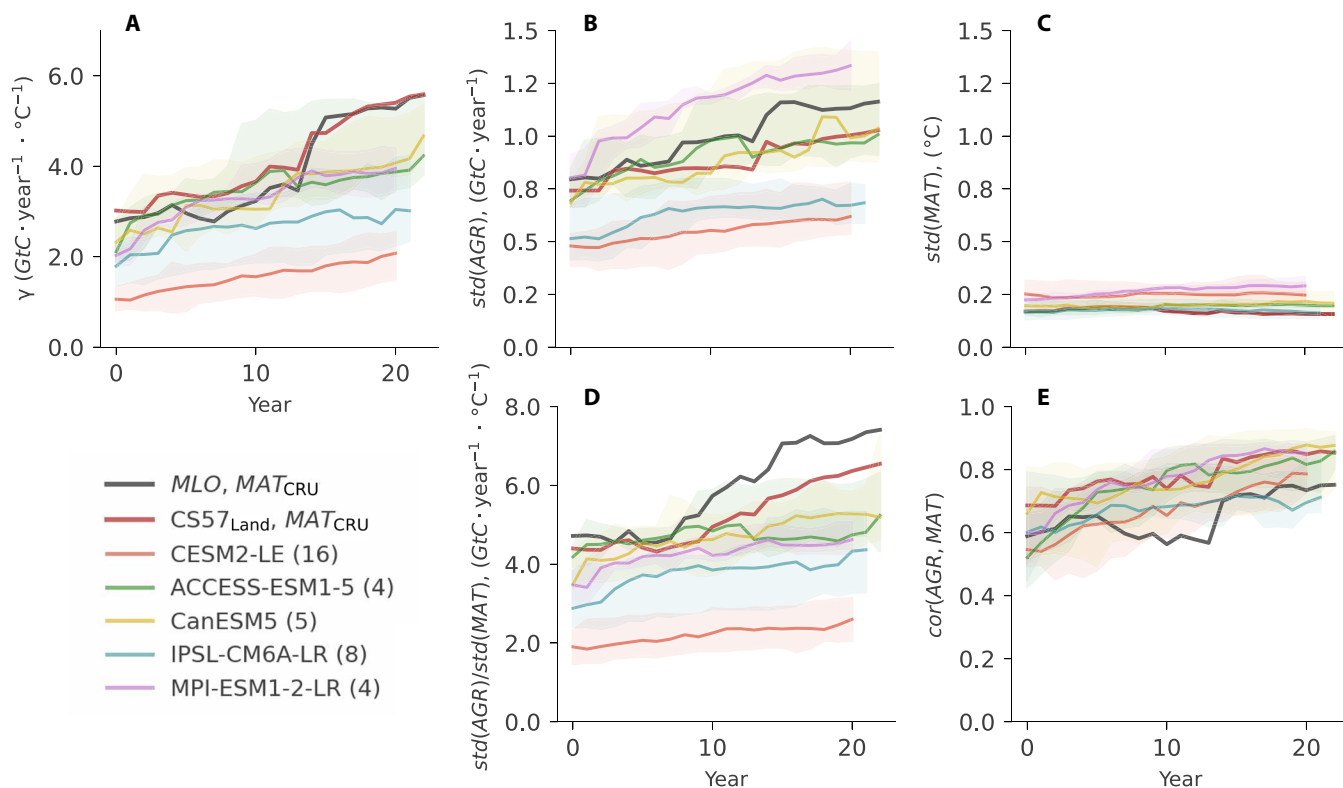 A
γ (GtC · year⁻¹ · °C⁻¹)
6.0
4.0
2.0
0.0
0
10
20
Year
B
std(AGR), (GtC · year⁻¹)
1.5
1.2
1.0
0.8
0.5
0.2
0.0
C
std(MAT), (°C)
1.5
1.2
1.0
0.8
0.5
0.2
0.0
MLO, MAT_CRU
CS57_Land, MAT_CRU
CESM2-LE (16)
ACCESS-ESM1-5 (4)
CanESM5 (5)
IPSL-CM6A-LR (8)
MPI-ESM1-2-LR (4)
D
std(AGR)/std(MAT), (GtC · year⁻¹ · °C⁻¹)
8.0
6.0
4.0
2.0
0.0
0
10
20
Year
E
cor(AGR, MAT)
1.0
0.8
0.6
0.4
0.2
0.0
0
10
20
Year